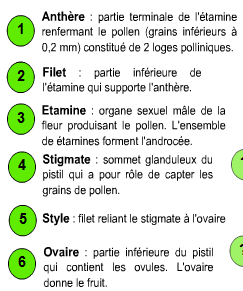 Anthère : partie terminale de l'étamine
1
renfermant le pollen (grains inférieurs à
0,2 mm) constitué de 2 loges polliniques.
2
Filet : partie inférieure de
l'étamine qui supporte l'anthère.
3
Etamine : organe sexuel mâle de la
fleur produisant le pollen. L'ensemble
de étamines forment l'androcée.
4
Stigmate : sommet glanduleux du
pistil qui a pour rôle de capter les
grains de pollen.
5
Style : filet reliant le stigmate à l'ovaire
6
Ovaire : partie inférieure du pistil
qui contient les ovules. L'ovaire
donne le fruit.